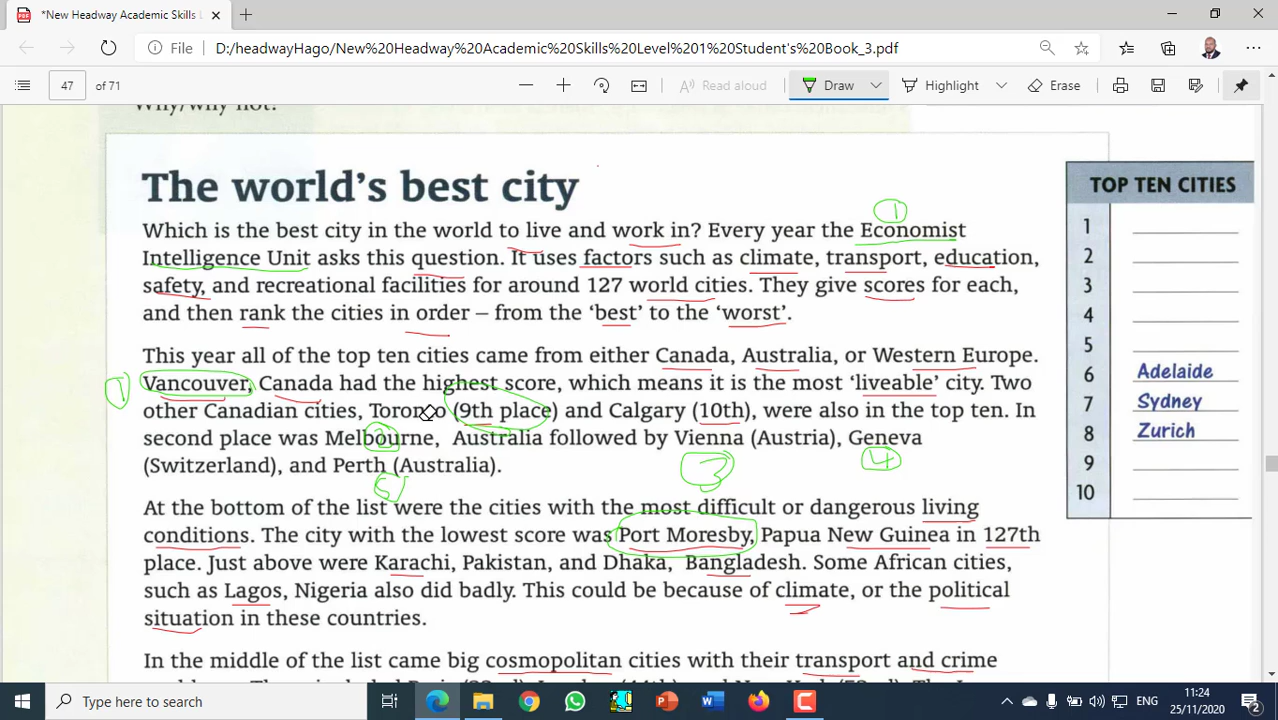 *New Headway Academic Skills L
File
D:/headwayHago/New%20Headway%20Academic%20Skills%20Level%201%20Student's%20Book_3.pdf
47 of 71
Read aloud
Draw
Highlight
Erase
Why/why not?
The world's best city
1
Which is the best city in the world to live and work in? Every year the Economist
Intelligence Unit asks this question. It uses factors such as climate, transport, education,
safety, and recreational facilities for around 127 world cities. They give scores for each,
and then rank the cities in order – from the 'best' to the 'worst'.
This year all of the top ten cities came from either Canada, Australia, or Western Europe.
1
Vancouver, Canada had the highest score, which means it is the most 'liveable' city. Two
other Canadian cities, Toronto (9th place) and Calgary (10th), were also in the top ten. In
second place was Melbourne, Australia followed by Vienna (Austria), Geneva
2
(Switzerland), and Perth (Australia).
3
4
5
At the bottom of the list were the cities with the most difficult or dangerous living
conditions. The city with the lowest score was Port Moresby, Papua New Guinea in 127th
place. Just above were Karachi, Pakistan, and Dhaka, Bangladesh. Some African cities,
such as Lagos, Nigeria also did badly. This could be because of climate, or the political
situation in these countries.
In the middle of the list came big cosmopolitan cities with their transport and crime
TOP TEN CITIES
1
2
3
4
5
6 Adelaide
7 Sydney
8 Zurich
9
10
Type here to search
ENG
11:24
25/11/2020
2